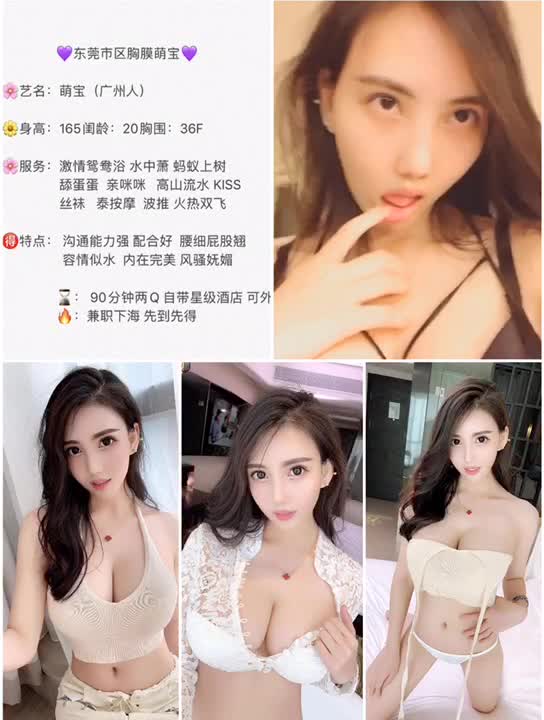 💜东莞市区胸膜萌宝💜
🌸艺名：萌宝（广州人）
🌼身高：165闺龄：20胸围：36F
🌸服务：激情鸳鸯浴 水中萧 蚂蚁上树
舔蛋蛋 亲咪咪 高山流水 KISS
丝袜 泰按摩 波推 火热双飞
🉐特点： 沟通能力强 配合好 腰细屁股翘
容情似水 内在完美 风骚妩媚
⌛： 90分钟两Q 自带星级酒店 可外
🔥：兼职下海 先到先得